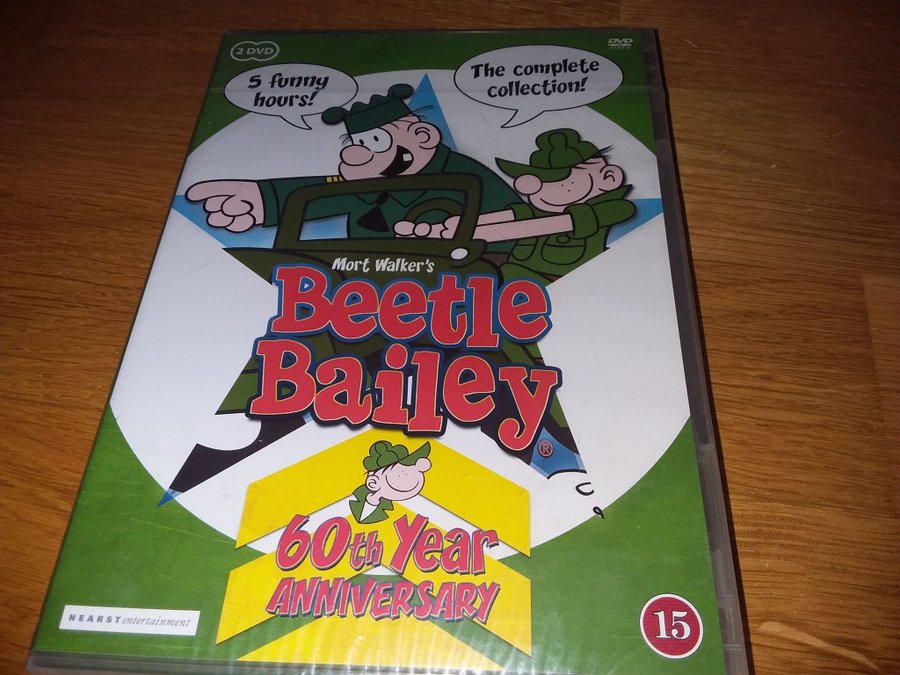 2 DVD
DVD
VIDEO
5 funny
hours!
The complete
collection!
Mort Walker's
Beetle
Bailey
®
60th Year
ANNIVERSARY
HEARST entertainment
15